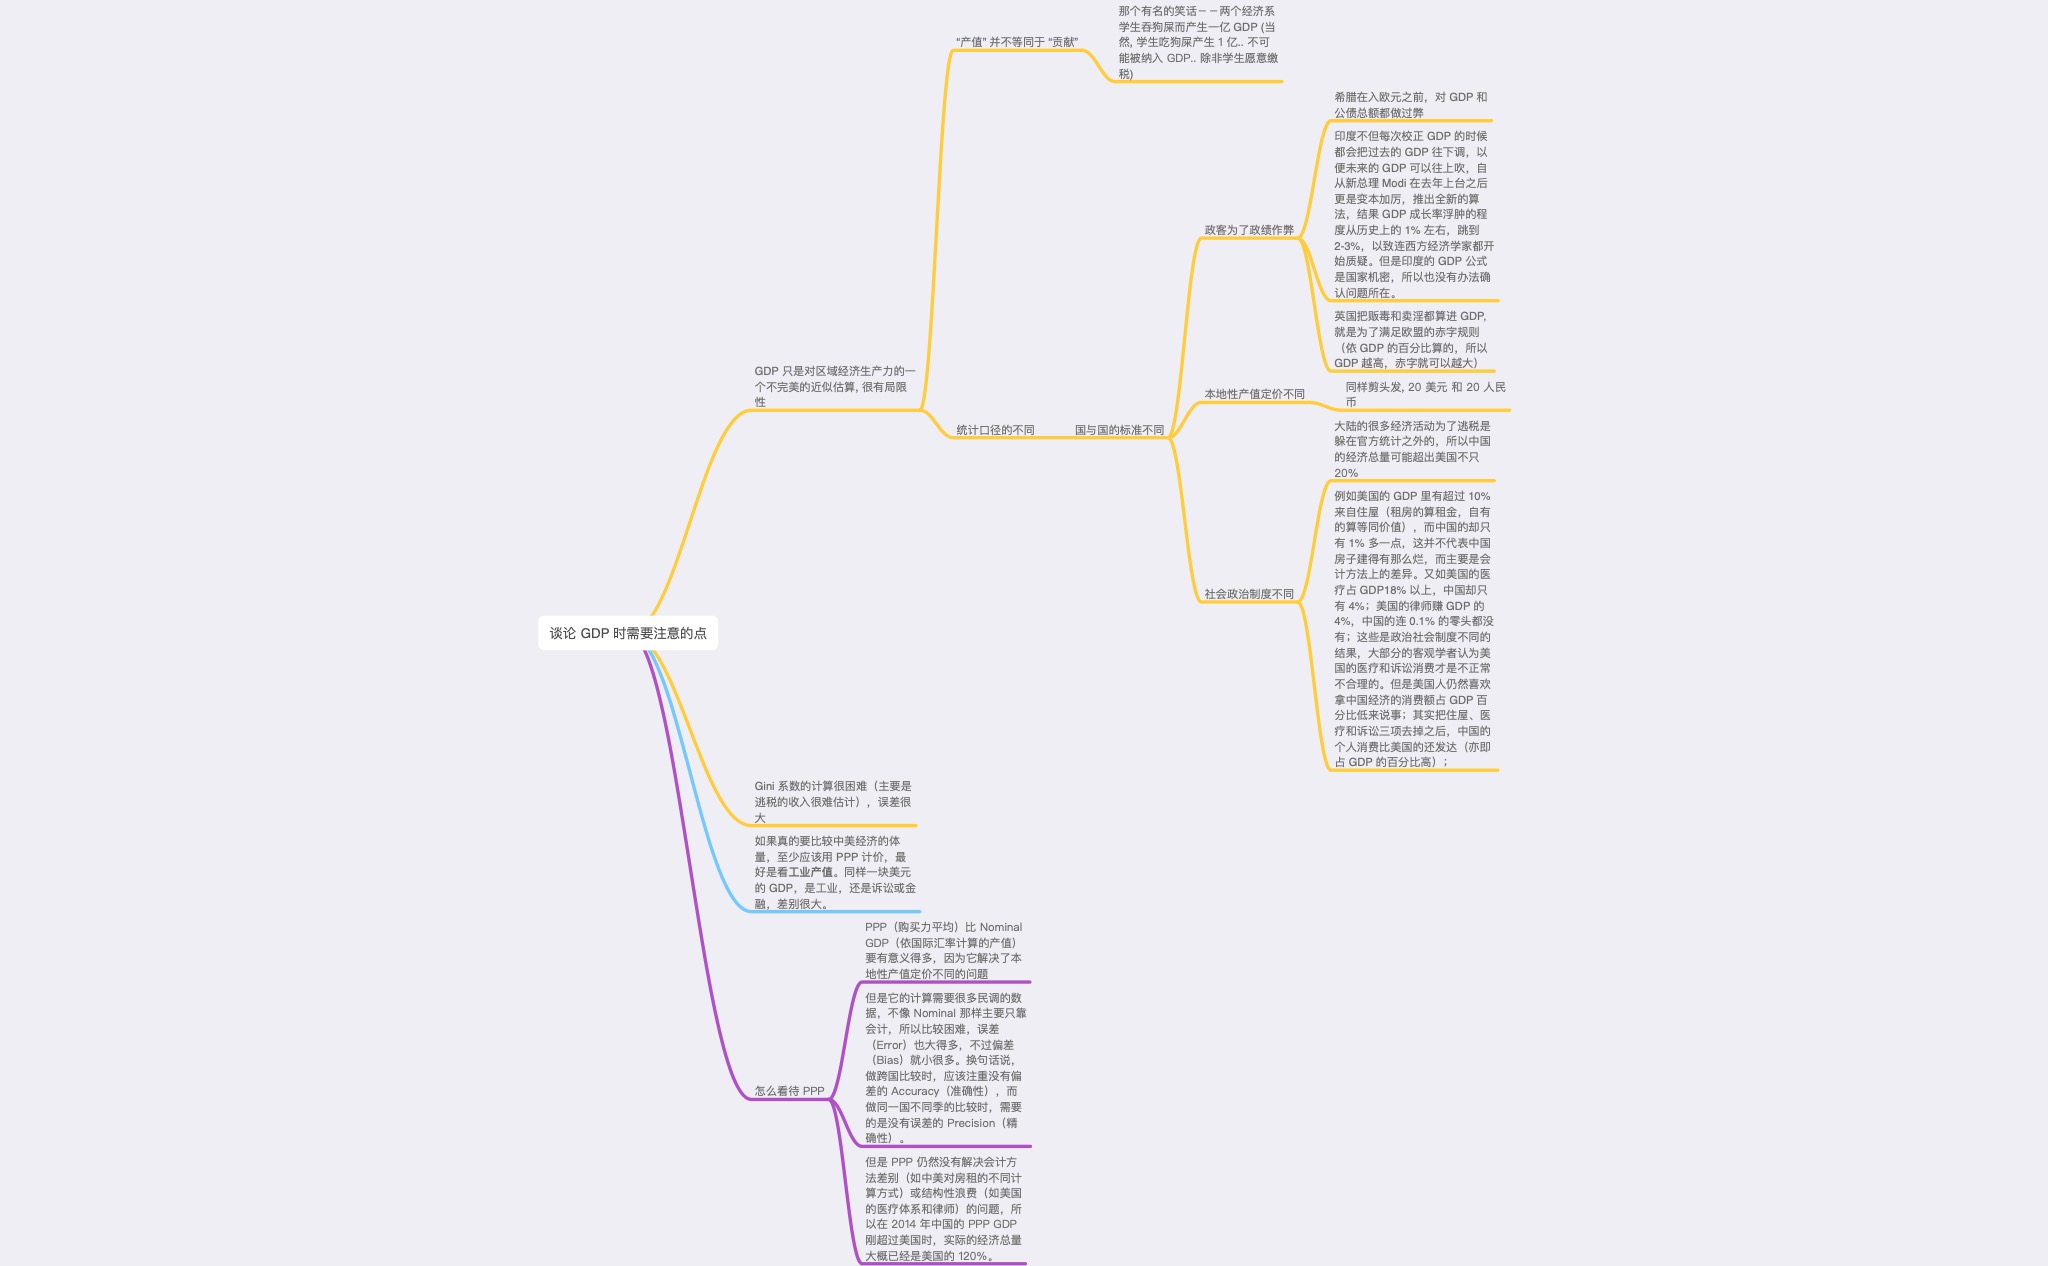 那个有名的笑话－－两个经济系
学生吞狗屎而产生一亿 GDP (当
然, 学生吃狗屎产生 1 亿.. 不可
能被纳入 GDP.. 除非学生愿意缴
税)
“产值” 并不等同于 “贡献”
希腊在入欧元之前，对 GDP 和
公债总额都做过弊
印度不但每次校正 GDP 的时候
都会把过去的 GDP 往下调，以
便未来的 GDP 可以往上吹，自
从新总理 Modi 在去年上台之后
更是变本加厉，推出全新的算
法，结果 GDP 成长率浮肿的程
度从历史上的 1% 左右，跳到
2-3%，以致连西方经济学家都开
始质疑。但是印度的 GDP 公式
是国家机密，所以也没有办法确
认问题所在。
政客为了政绩作弊
英国把贩毒和卖淫都算进 GDP,
就是为了满足欧盟的赤字规则
（依 GDP 的百分比算的，所以
GDP 越高，赤字就可以越大）
GDP 只是对区域经济生产力的一
个不完美的近似估算, 很有局限
性
本地性产值定价不同
同样剪头发, 20 美元 和 20 人民
币
统计口径的不同
国与国的标准不同
大陆的很多经济活动为了逃税是
躲在官方统计之外的，所以中国
的经济总量可能超出美国不只
20%
社会政治制度不同
例如美国的 GDP 里有超过 10%
来自住屋（租房的算租金，自有
的算等同价值），而中国的却只
有 1% 多一点，这并不代表中国
房子建得有那么烂，而主要是会
计方法上的差异。又如美国的医
疗占 GDP18% 以上，中国却只
有 4%；美国的律师赚 GDP 的
4%，中国的连 0.1% 的零头都没
有；这些是政治社会制度不同的
结果，大部分的客观学者认为美
国的医疗和诉讼消费才是不正常
不合理的。但是美国人仍然喜欢
拿中国经济的消费额占 GDP 百
分比低来说事；其实把住屋、医
疗和诉讼三项去掉之后，中国的
个人消费比美国的还发达（亦即
占 GDP 的百分比高）；
谈论 GDP 时需要注意的点
Gini 系数的计算很困难（主要是
逃税的收入很难估计），误差很
大
如果真的要比较中美经济的体
量，至少应该用 PPP 计价，最
好是看工业产值。同样一块美元
的 GDP，是工业，还是诉讼或金
融，差别很大。
怎么看待 PPP
PPP（购买力平均）比 Nominal
GDP（依国际汇率计算的产值）
要有意义得多，因为它解决了本
地性产值定价不同的问题
但是它的计算需要很多民调的数
据，不像 Nominal 那样主要只靠
会计，所以比较困难，误差
（Error）也大得多，不过偏差
（Bias）就小很多。换句话说，
做跨国比较时，应该注重没有偏
差的 Accuracy（准确性），而
做同一国不同季的比较时，需要
的是没有误差的 Precision（精
确性）。
但是 PPP 仍然没有解决会计方
法差别（如中美对房租的不同计
算方式）或结构性浪费（如美国
的医疗体系和律师）的问题，所
以在 2014 年中国的 PPP GDP
刚超过美国时，实际的经济总量
大概已经是美国的 120%。